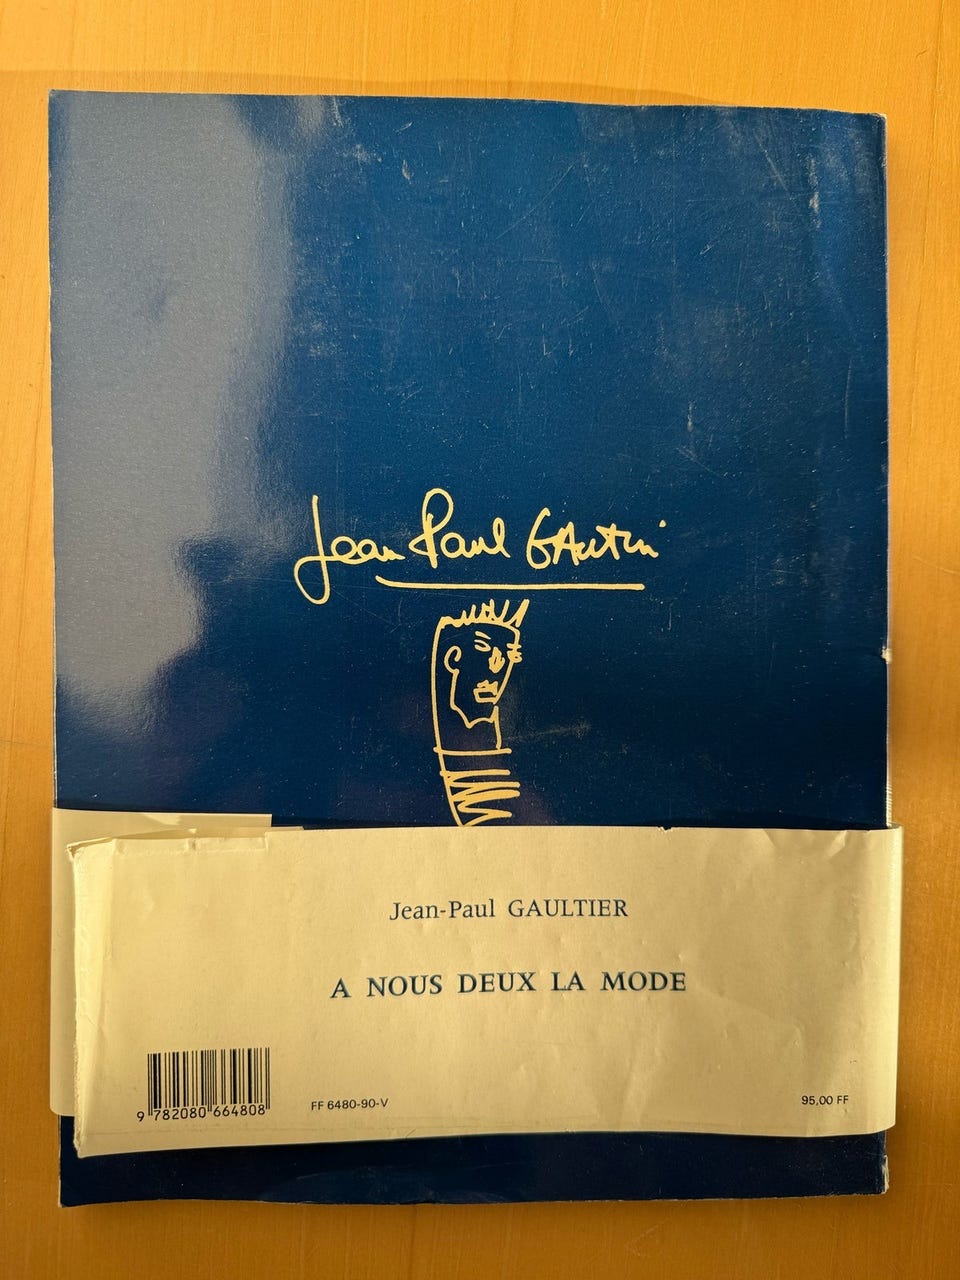 Jean Paul Gaultier
Jean-Paul GAULTIER
A NOUS DEUX LA MODE
9 782080 664808
FF 6480-90-V
95,00 FF